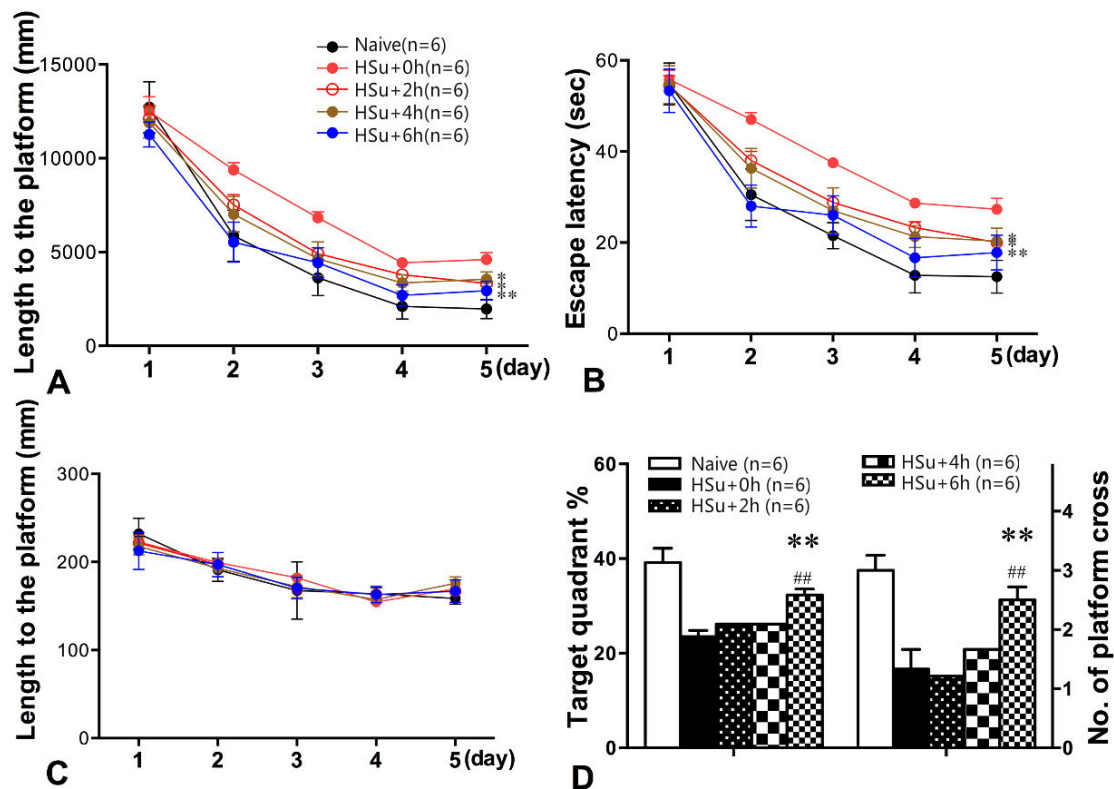 Length to the platform (mm)
15000
10000
5000
0
Naive(n=6)
HSu+0h(n=6)
HSu+2h(n=6)
HSu+4h(n=6)
HSu+6h(n=6)
*
*
**
1 2 3 4 5 (day)
A
Escape latency (sec)
60
40
20
0
*
*
**
1 2 3 4 5 (day)
B
Length to the platform (mm)
300
200
100
0
1 2 3 4 5 (day)
C
Target quadrant %
60
40
20
0
Naive (n=6)
HSu+0h (n=6)
HSu+2h (n=6)
HSu+4h (n=6)
HSu+6h (n=6)
** **
## ##
4
3
2
1
0
No. of platform cross
D